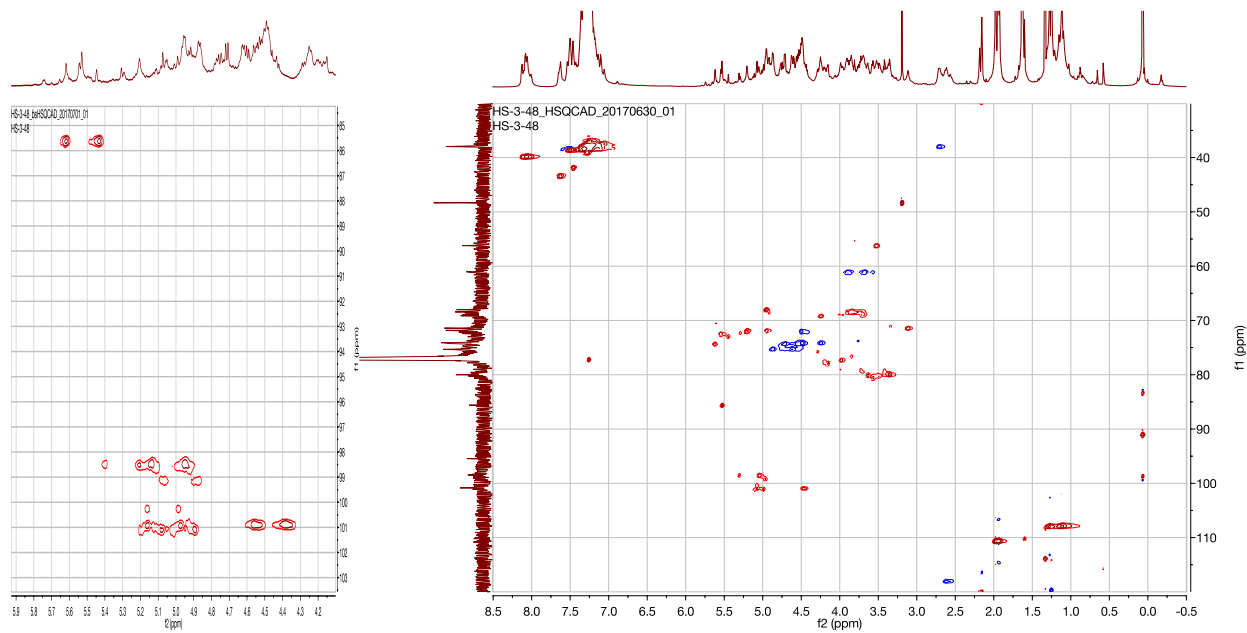 HS-3-48_bsHSQCAD_20170701_01
HS-3-48
85
86
87
88
89
90
91
92
93
94
95
96
97
98
99
100
101
102
103
f1 (ppm)
5.9 5.8 5.7 5.6 5.5 5.4 5.3 5.2 5.1 5.0 4.9 4.8 4.7 4.6 4.5 4.4 4.3 4.2
f2 (ppm)
HS-3-48_HSQCAD_20170630_01
HS-3-48
40
50
60
70
80
90
100
110
f1 (ppm)
8.5 8.0 7.5 7.0 6.5 6.0 5.5 5.0 4.5 4.0 3.5 3.0 2.5 2.0 1.5 1.0 0.5 0.0 -0.5
f2 (ppm)